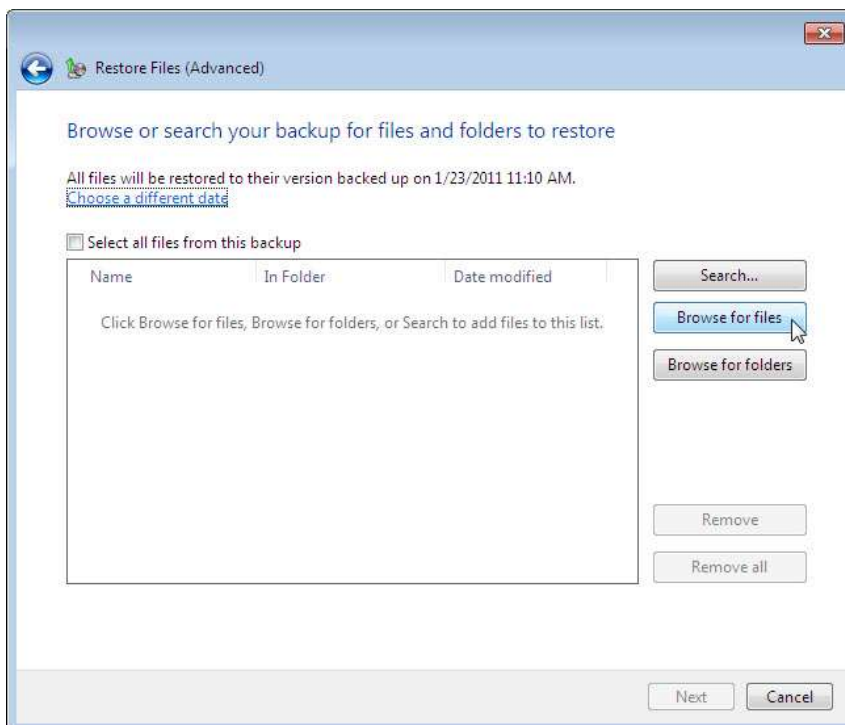 Restore Files (Advanced)
Browse or search your backup for files and folders to restore
All files will be restored to their version backed up on 1/23/2011 11:10 AM.
Choose a different date
Select all files from this backup
Name In Folder Date modified
Search...
Click Browse for files, Browse for folders, or Search to add files to this list.
Browse for files
Browse for folders
Remove
Remove all
Next Cancel